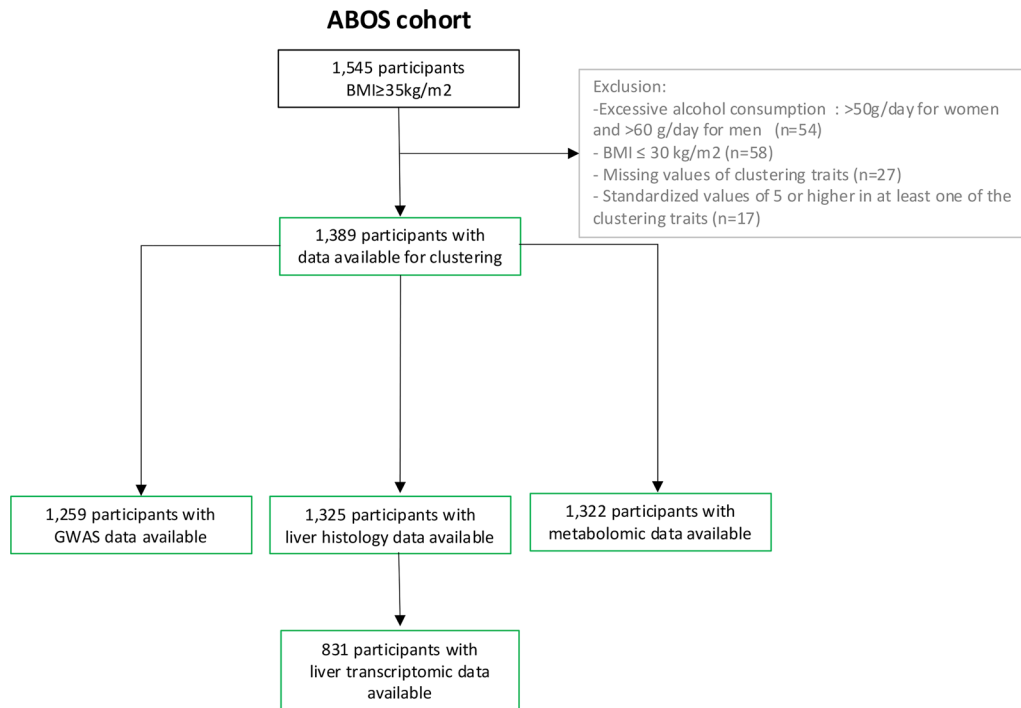 ABOS cohort
1,545 participants
BMI≥35kg/m2
Exclusion:
-Excessive alcohol consumption : >50g/day for women
and >60 g/day for men (n=54)
- BMI ≤ 30 kg/m2 (n=58)
- Missing values of clustering traits (n=27)
- Standardized values of 5 or higher in at least one of the
clustering traits (n=17)
1,389 participants with
data available for clustering
1,259 participants with
GWAS data available
1,325 participants with
liver histology data available
1,322 participants with
metabolomic data available
831 participants with
liver transcriptomic data
available